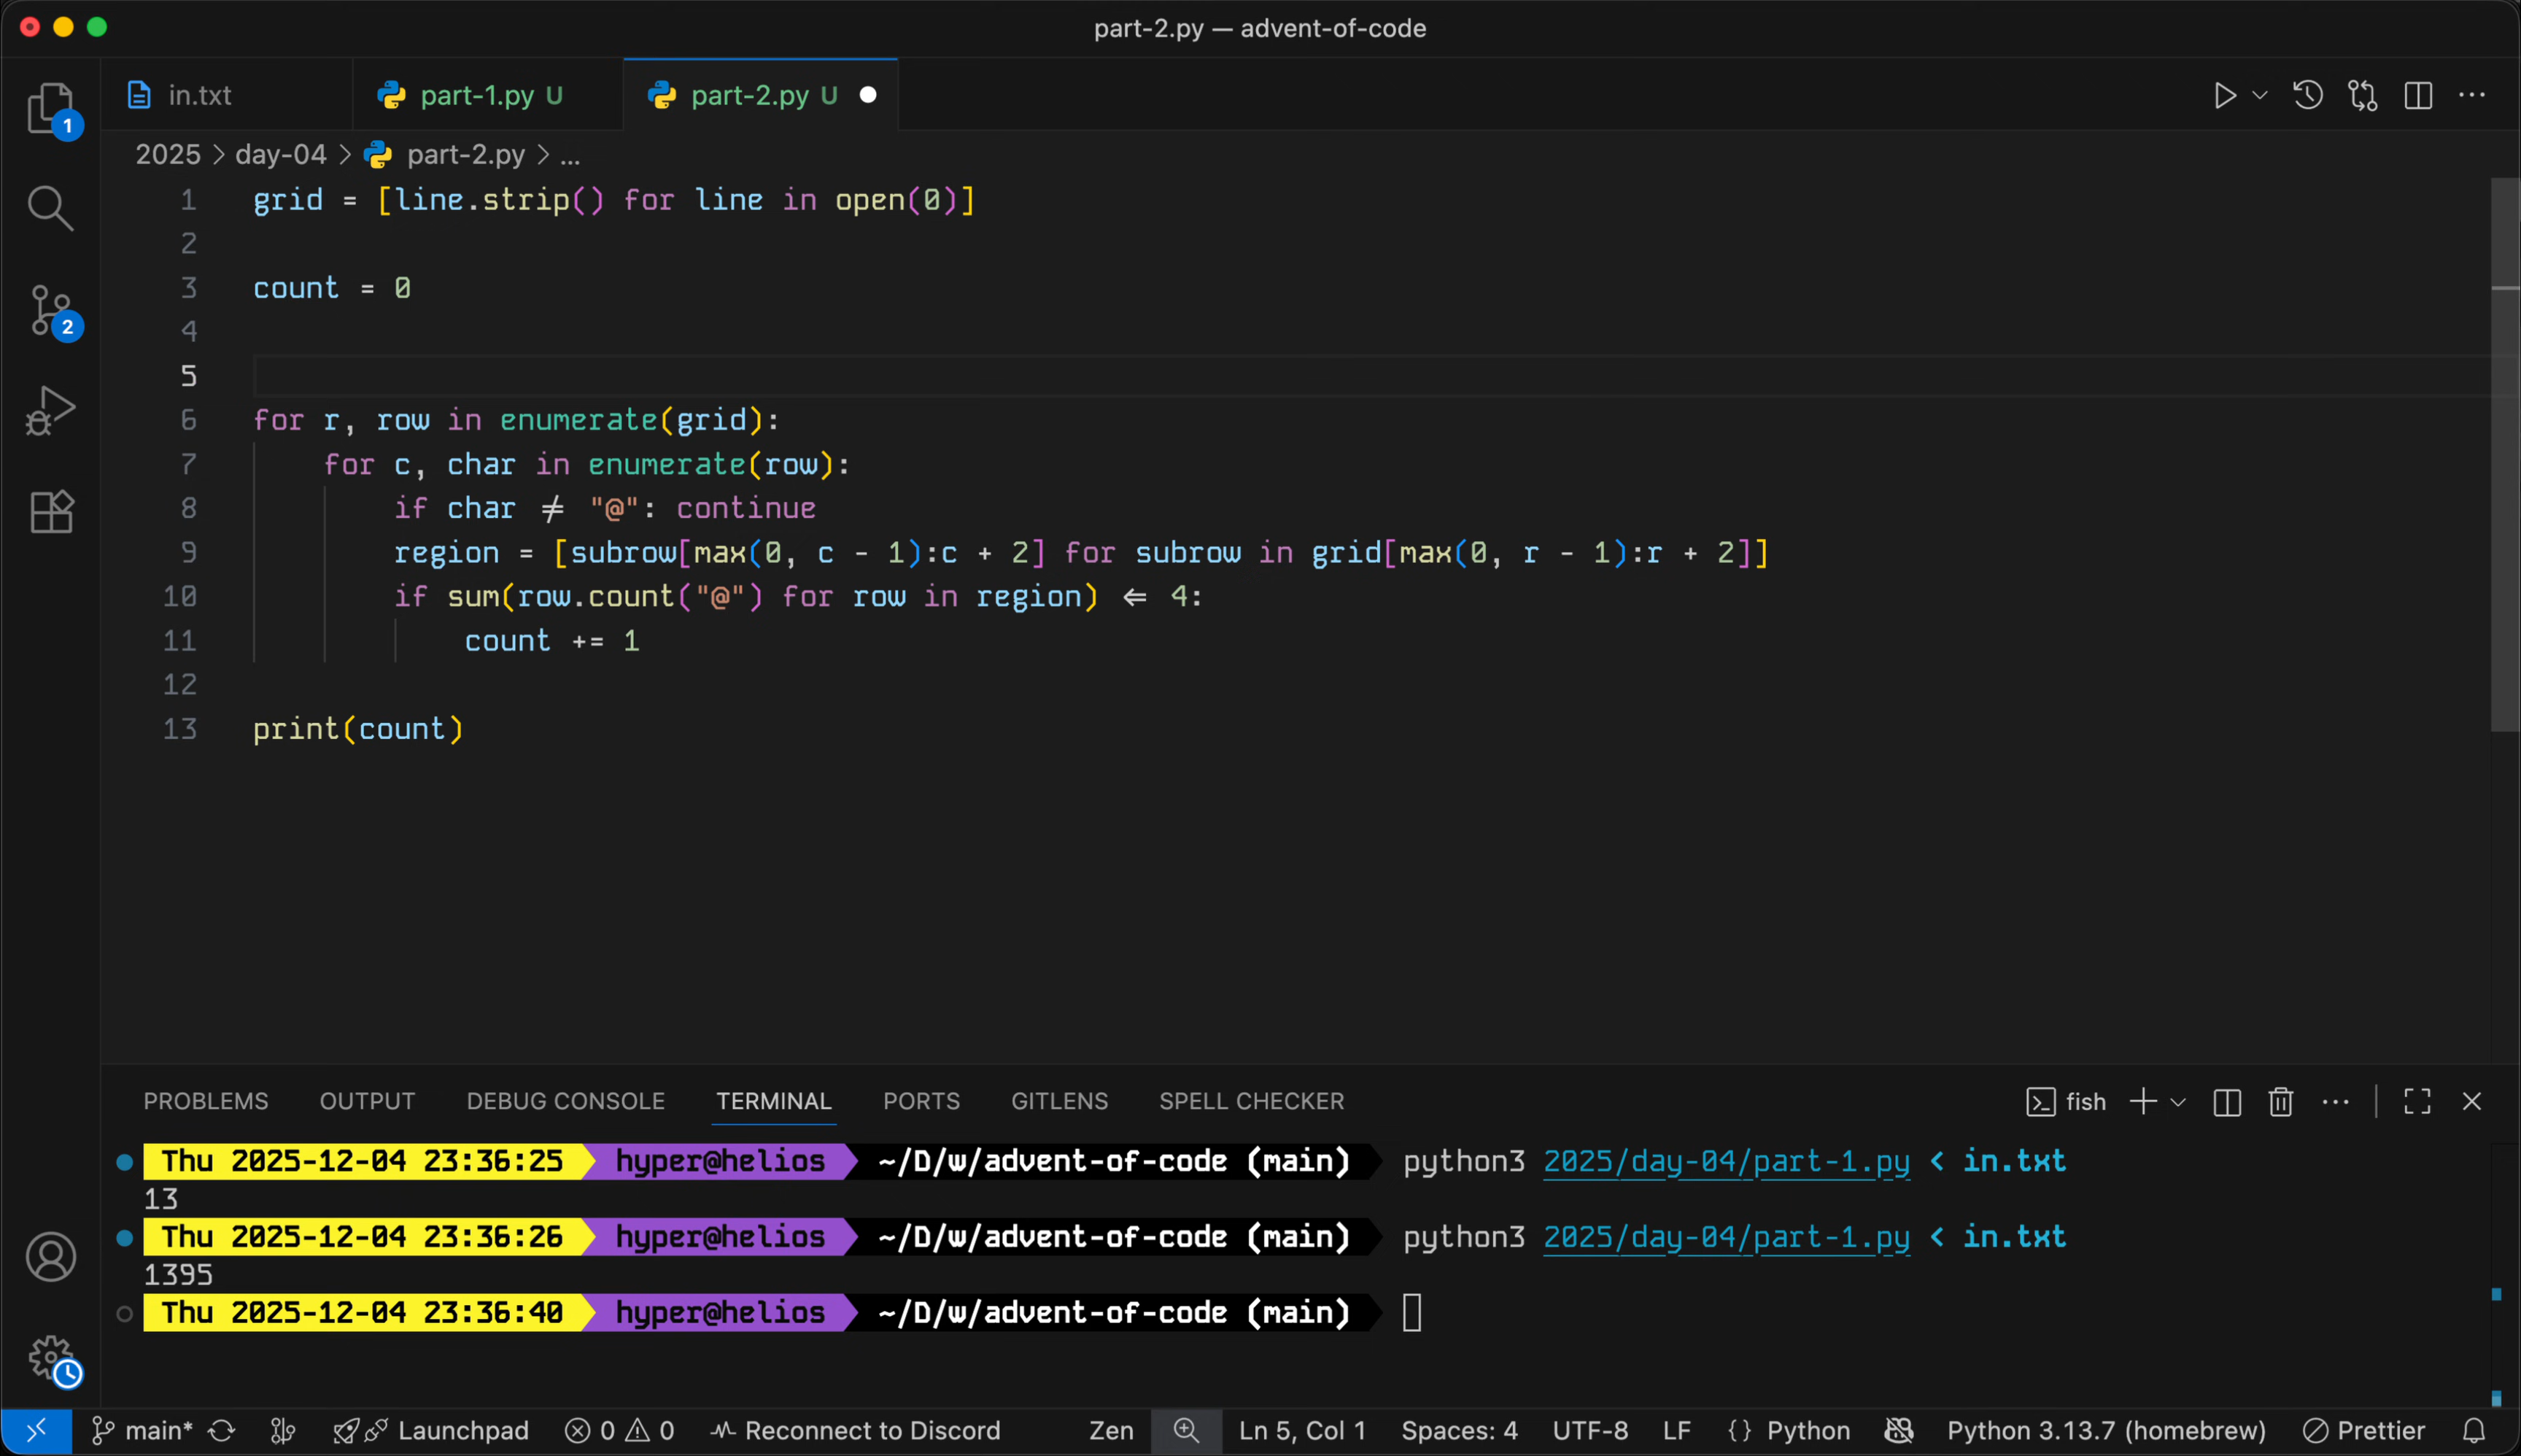 part-2.py — advent-of-code
in.txt
part-1.py U
part-2.py U
1
2025 > day-04 > part-2.py > ...
1 grid = [line.strip() for line in open(0)]
2
3 count = 0
4
5
6 for r, row in enumerate(grid):
7 for c, char in enumerate(row):
8 if char ≠ "@": continue
9 region = [subrow[max(0, c - 1):c + 2] for subrow in grid[max(0, r - 1):r + 2]]
10 if sum(row.count("@") for row in region) ⇐ 4:
11 count += 1
12
13 print(count)
2
PROBLEMS OUTPUT DEBUG CONSOLE TERMINAL PORTS GITLENS SPELL CHECKER fish
Thu 2025-12-04 23:36:25 hyper@helios ~/D/w/advent-of-code (main) python3 2025/day-04/part-1.py < in.txt
13
Thu 2025-12-04 23:36:26 hyper@helios ~/D/w/advent-of-code (main) python3 2025/day-04/part-1.py < in.txt
1395
Thu 2025-12-04 23:36:40 hyper@helios ~/D/w/advent-of-code (main)
main* Launchpad 0 0 Reconnect to Discord Zen Ln 5, Col 1 Spaces: 4 UTF-8 LF {} Python Python 3.13.7 (homebrew) Prettier